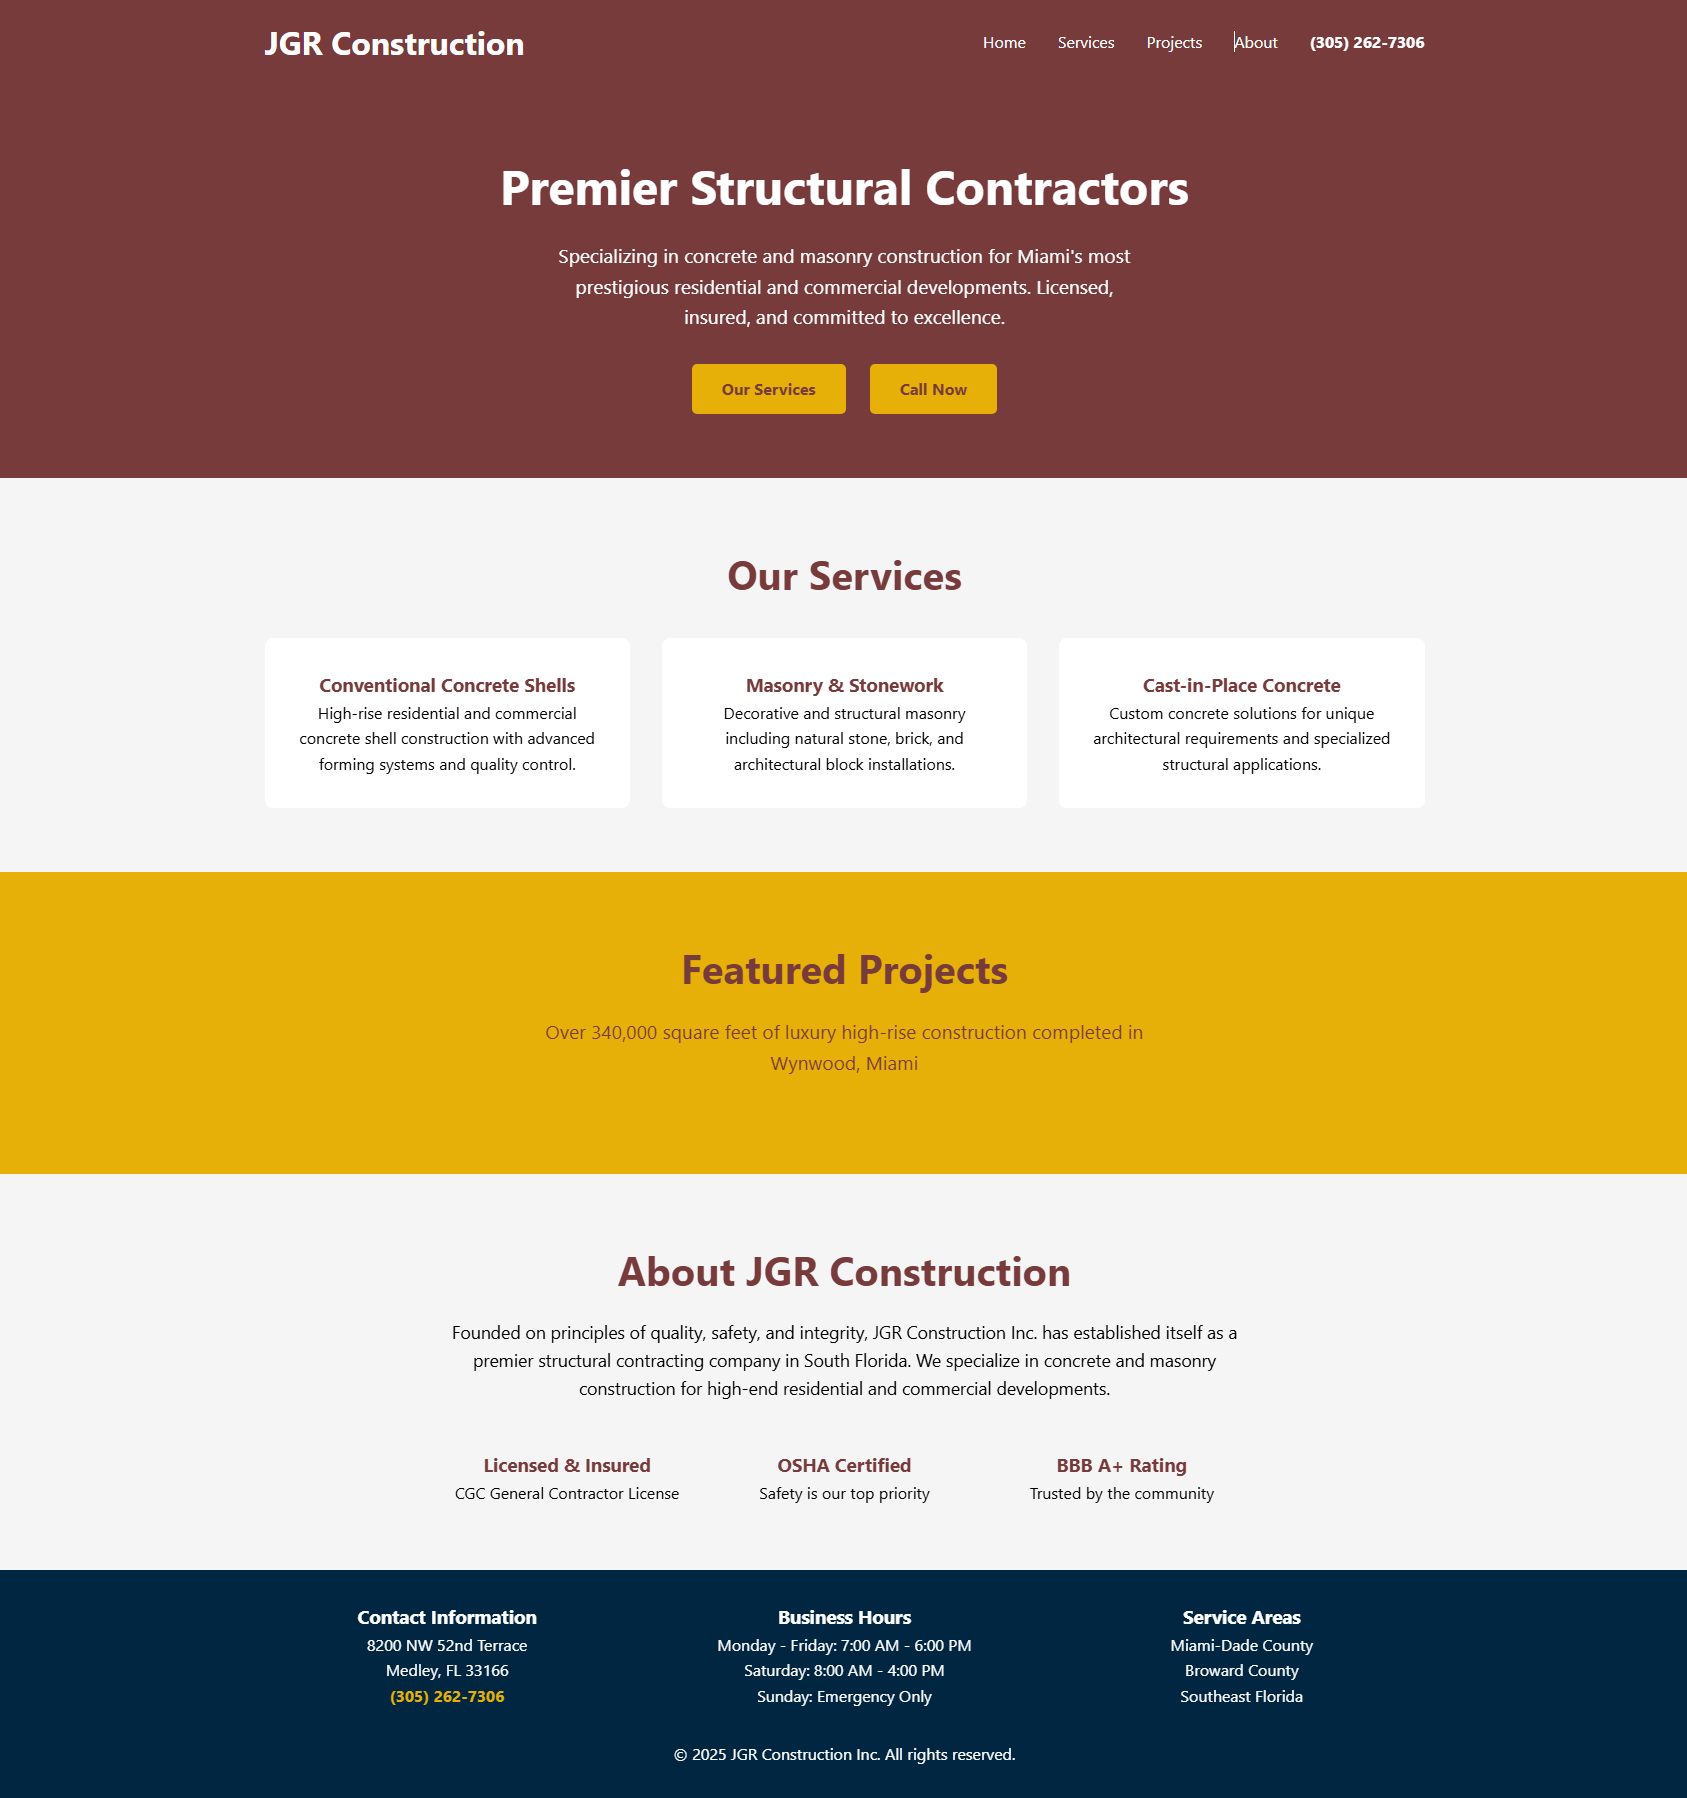 JGR Construction
Home Services Projects About (305) 262-7306
Premier Structural Contractors
Specializing in concrete and masonry construction for Miami's most
prestigious residential and commercial developments. Licensed,
insured, and committed to excellence.
Our Services Call Now
Our Services
Conventional Concrete Shells
High-rise residential and commercial
concrete shell construction with advanced
forming systems and quality control.
Masonry & Stonework
Decorative and structural masonry
including natural stone, brick, and
architectural block installations.
Cast-in-Place Concrete
Custom concrete solutions for unique
architectural requirements and specialized
structural applications.
Featured Projects
Over 340,000 square feet of luxury high-rise construction completed in
Wynwood, Miami
About JGR Construction
Founded on principles of quality, safety, and integrity, JGR Construction Inc. has established itself as a
premier structural contracting company in South Florida. We specialize in concrete and masonry
construction for high-end residential and commercial developments.
Licensed & Insured
CGC General Contractor License
OSHA Certified
Safety is our top priority
BBB A+ Rating
Trusted by the community
Contact Information
8200 NW 52nd Terrace
Medley, FL 33166
(305) 262-7306
Business Hours
Monday - Friday: 7:00 AM - 6:00 PM
Saturday: 8:00 AM - 4:00 PM
Sunday: Emergency Only
Service Areas
Miami-Dade County
Broward County
Southeast Florida
© 2025 JGR Construction Inc. All rights reserved.